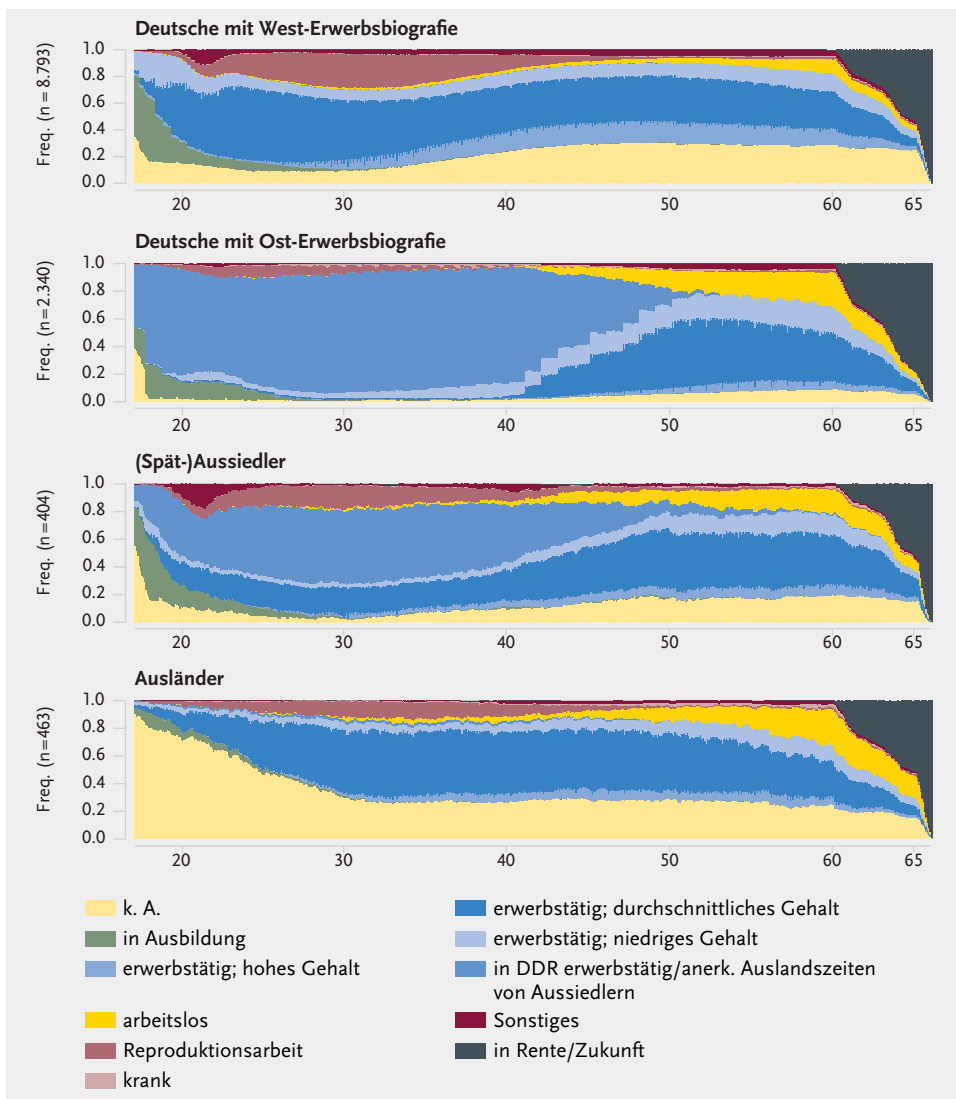 Deutsche mit West-Erwerbsbiografie
Freq. (n = 8.793)
1.0
0.8
0.6
0.4
0.2
0.0
20 30 40 50 60 65
Deutsche mit Ost-Erwerbsbiografie
Freq. (n=2.340)
1.0
0.8
0.6
0.4
0.2
0.0
20 30 40 50 60 65
(Spät-)Aussiedler
Freq. (n=404)
1.0
0.8
0.6
0.4
0.2
0.0
20 30 40 50 60 65
Ausländer
Freq. (n=463)
1.0
0.8
0.6
0.4
0.2
0.0
20 30 40 50 60 65
k. A.
in Ausbildung
erwerbstätig; hohes Gehalt
arbeitslos
Reproduktionsarbeit
krank
erwerbstätig; durchschnittliches Gehalt
erwerbstätig; niedriges Gehalt
in DDR erwerbstätig/anerk. Auslandszeiten
von Aussiedlern
Sonstiges
in Rente/Zukunft